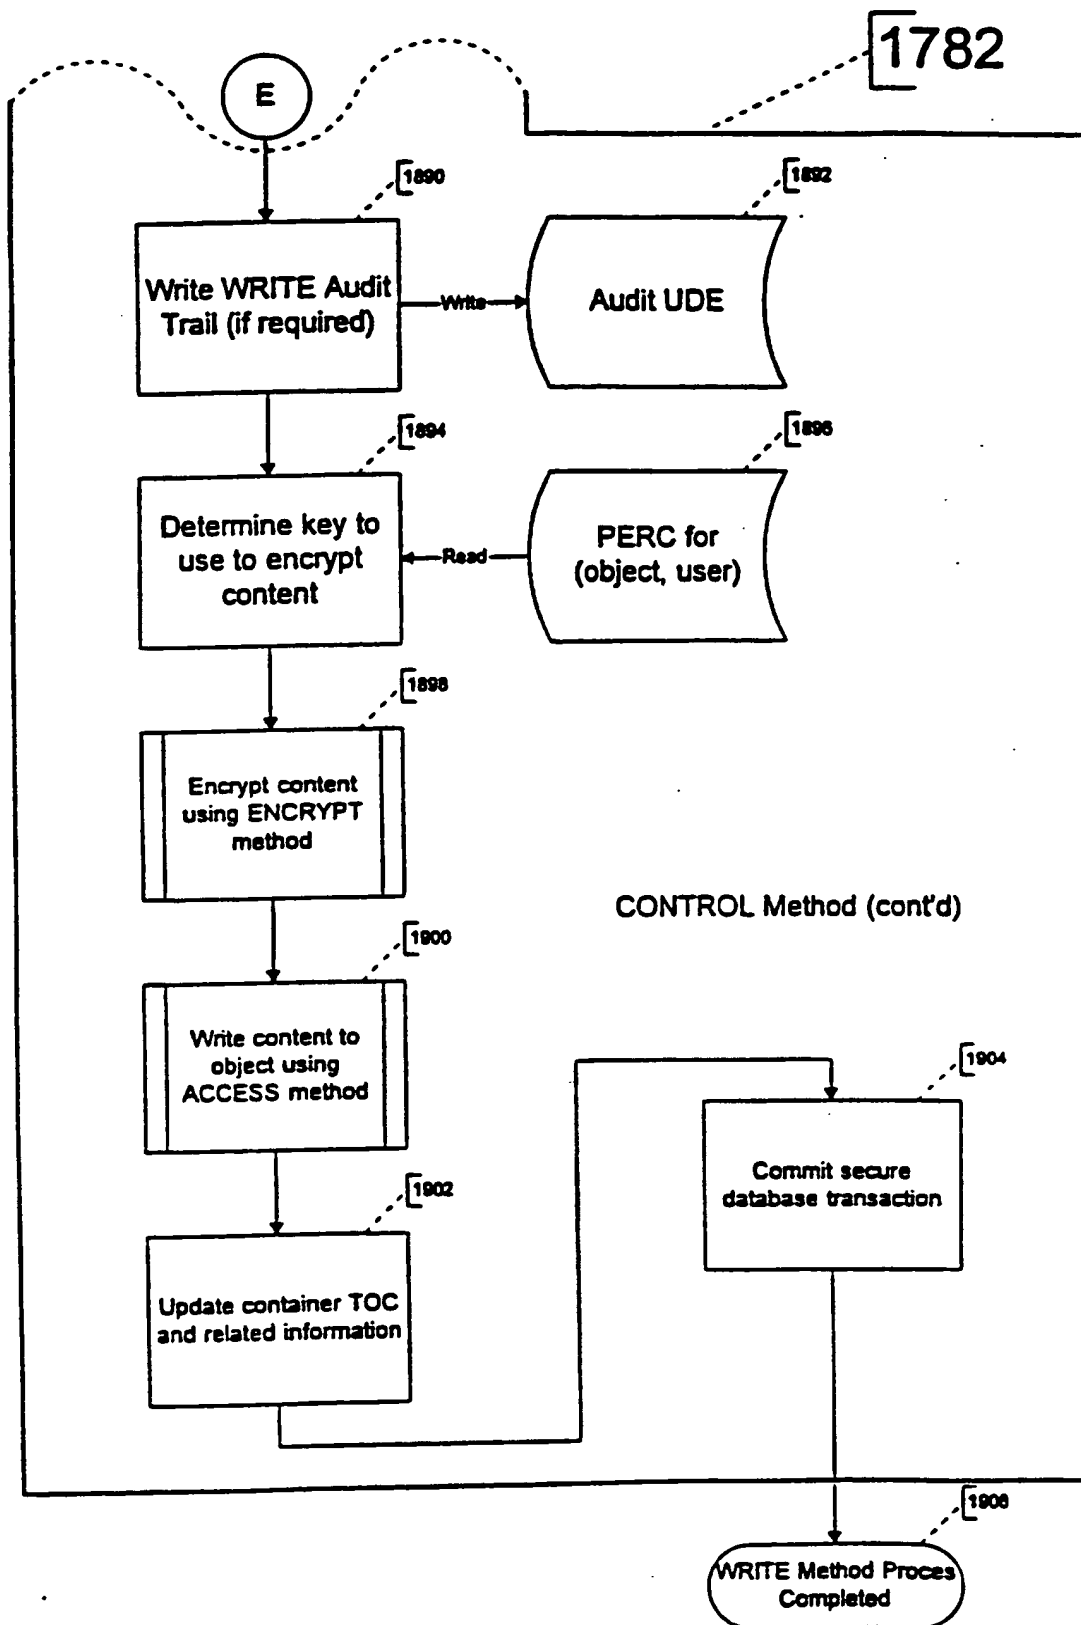 1782
E
1890
Write WRITE Audit
Trail (if required)
Write
1892
Audit UDE
1894
Determine key to
use to encrypt
content
Read
1896
PERC for
(object, user)
1898
Encrypt content
using ENCRYPT
method
CONTROL Method (cont'd)
1900
Write content to
object using
ACCESS method
1902
Update container TOC
and related information
1904
Commit secure
database transaction
1906
WRITE Method Proces
Completed